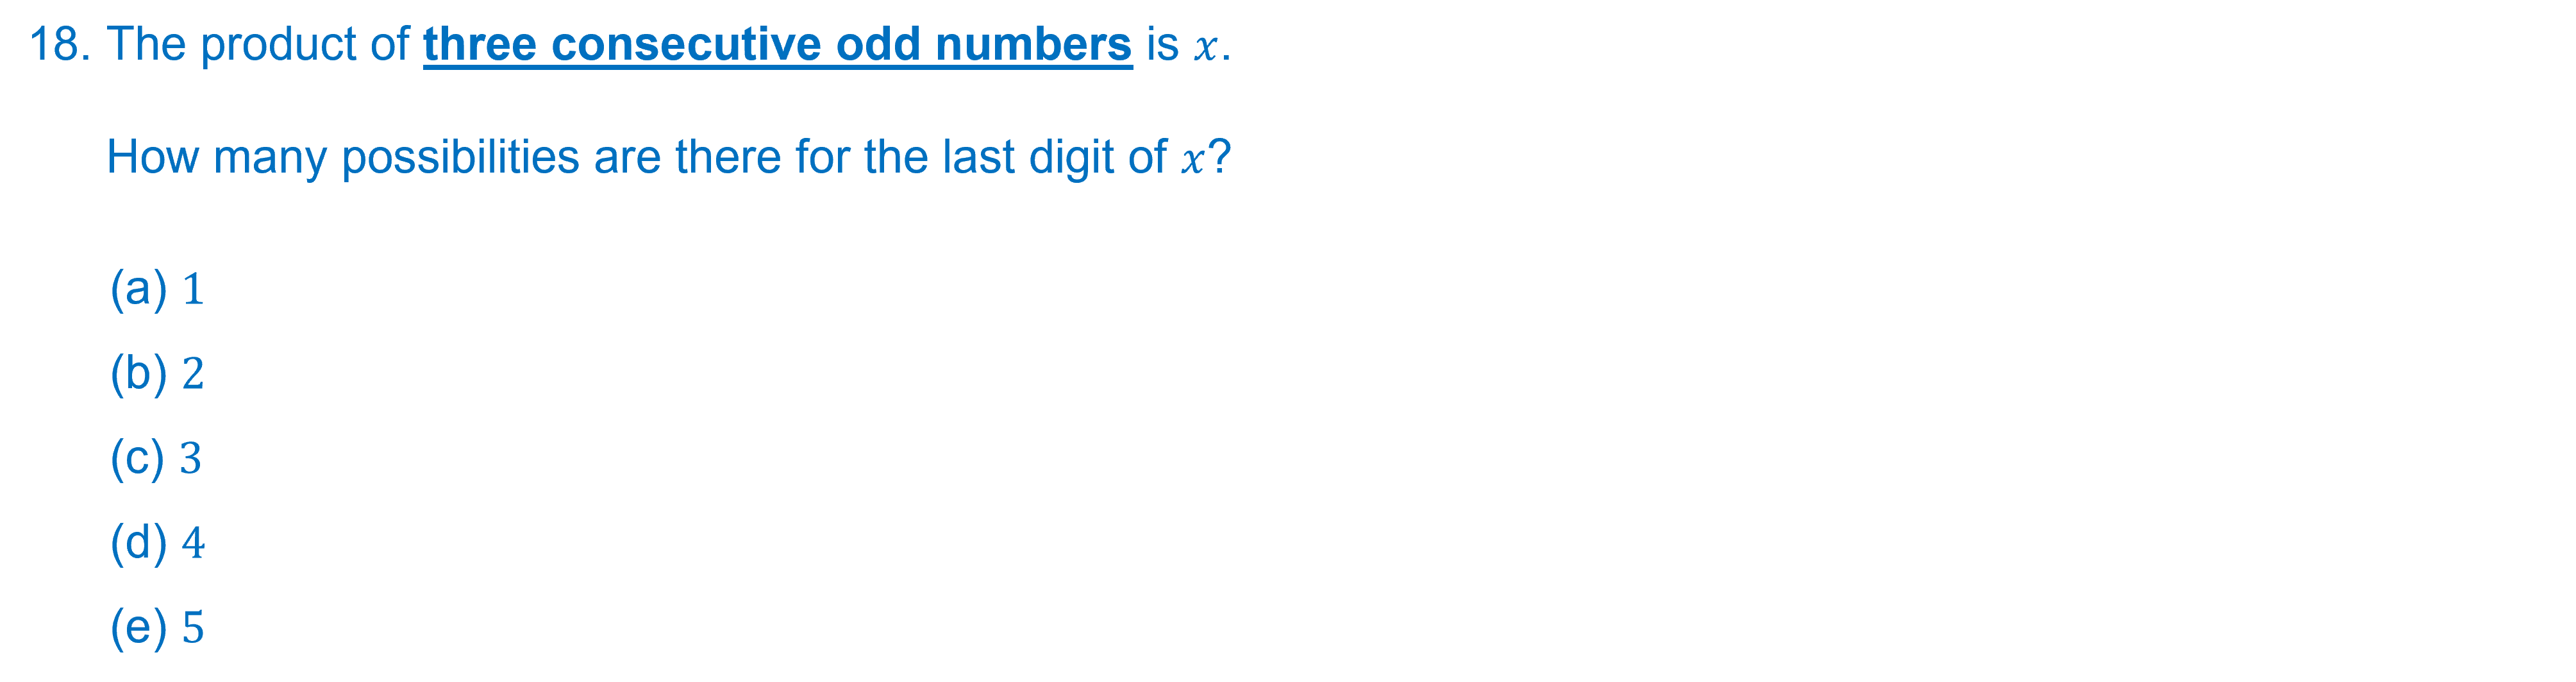 18. The product of three consecutive odd numbers is x.
How many possibilities are there for the last digit of x?
(a) 1
(b) 2
(c) 3
(d) 4
(e) 5